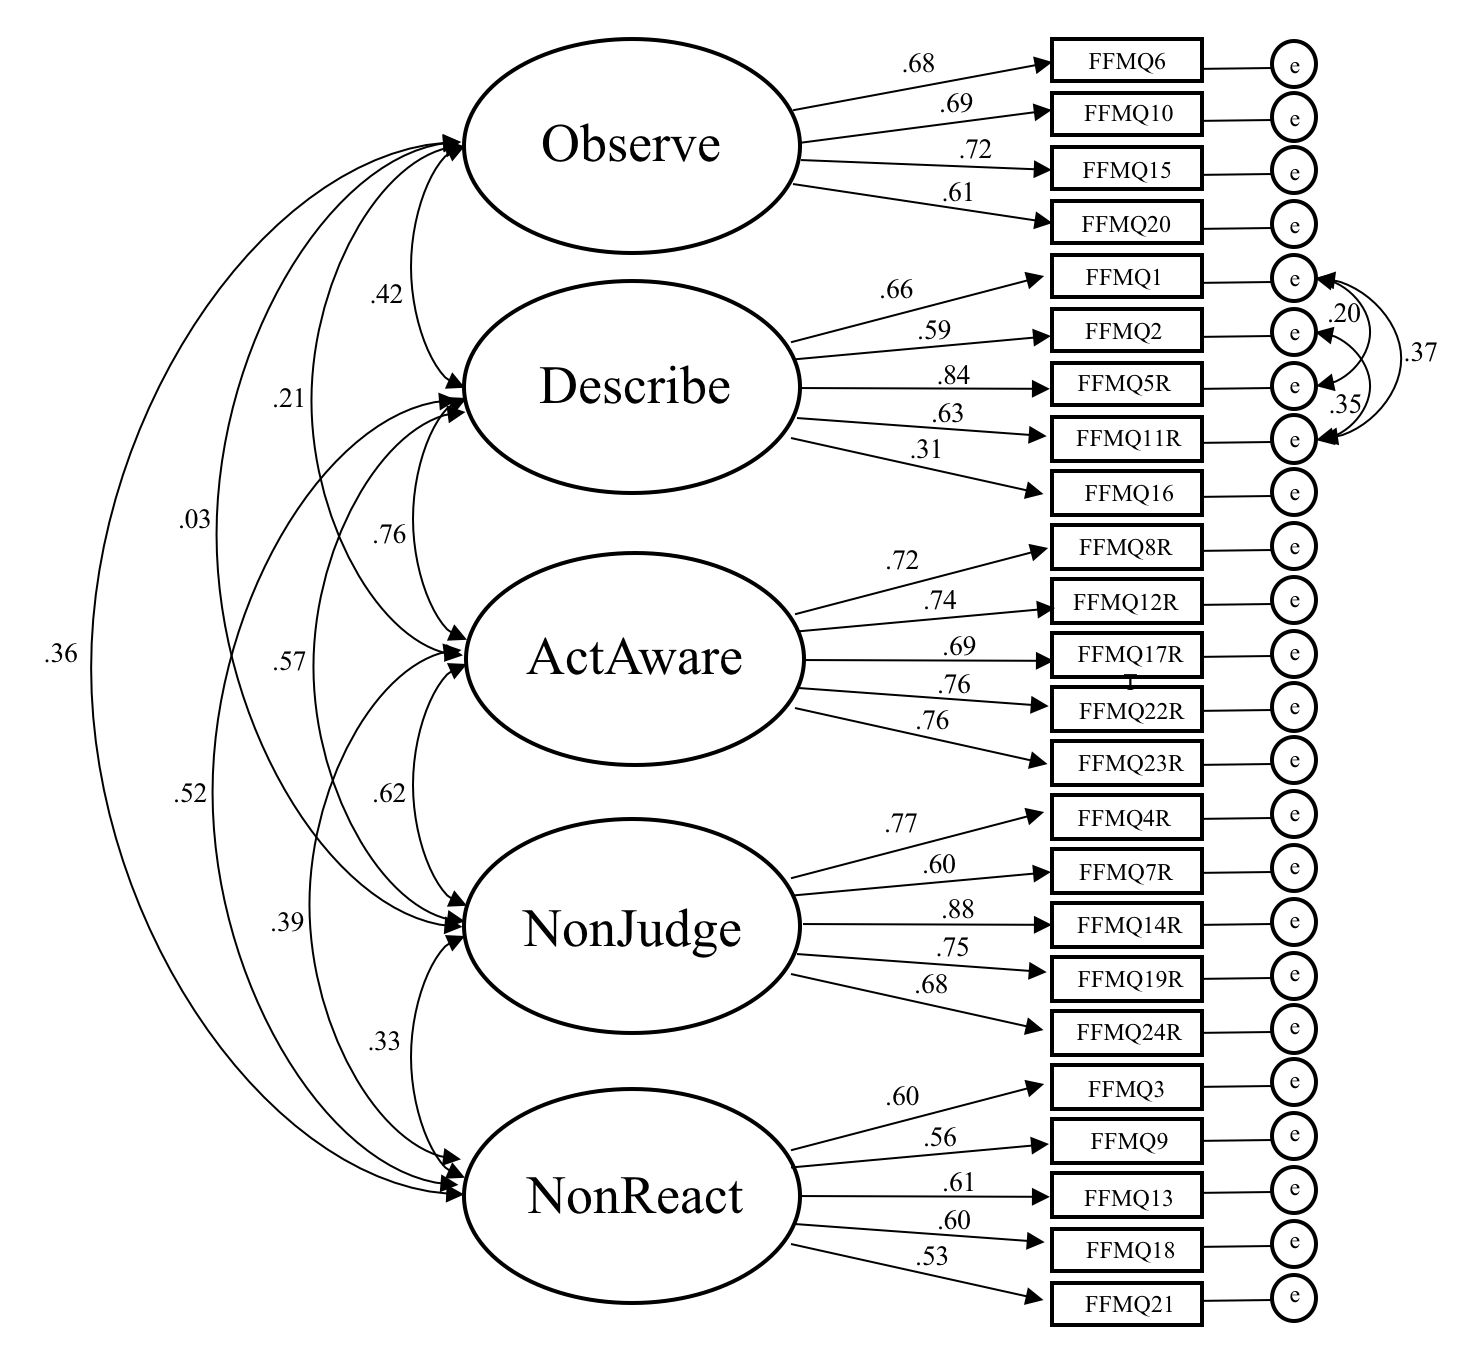 Observe
Describe
ActAware
NonJudge
NonReact
.42
.21
.03
.76
.36
.57
.52
.62
.39
.33
.68
.69
.72
.61
.66
.59
.84
.63
.31
.72
.74
.69
.76
.76
.77
.60
.88
.75
.68
.60
.56
.61
.60
.53
FFMQ6
e
FFMQ10
e
FFMQ15
e
FFMQ20
e
FFMQ1
e
FFMQ2
e
FFMQ5R
e
FFMQ11R
e
FFMQ16
e
FFMQ8R
e
FFMQ12R
e
FFMQ17R
e
FFMQ22R
e
FFMQ23R
e
FFMQ4R
e
FFMQ7R
e
FFMQ14R
e
FFMQ19R
e
FFMQ24R
e
FFMQ3
e
FFMQ9
e
FFMQ13
e
FFMQ18
e
FFMQ21
e
.20
.37
.35